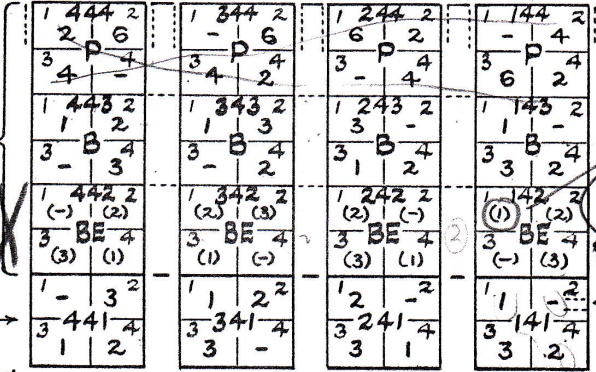 1 444 2 1 344 2 1 244 2 1 144 2
2 6 - 6 6 2 - 4
P P P P
3 4 - 4 3 4 2 4 3 - 4 4 3 6 2 4
1 443 2 1 343 2 1 243 2 1 143 2
1 2 1 3 3 - 1 -
B B B B
3 - 3 4 3 - 2 4 3 1 2 4 3 3 2 4
1 442 2 1 342 2 1 242 2 1 142 2
(-) (2) (2) (3) (2) (-) (1) (2)
3 BE 4 3 BE 4 3 BE 4 2 3 BE 4
(3) (1) (1) (-) (3) (1) (-) (3)
1 - 3 2 1 1 2 2 1 2 - 2 1 1 - 2
3 441 4 3 341 4 3 241 4 3 141 4
1 2 3 - 3 1 3 2